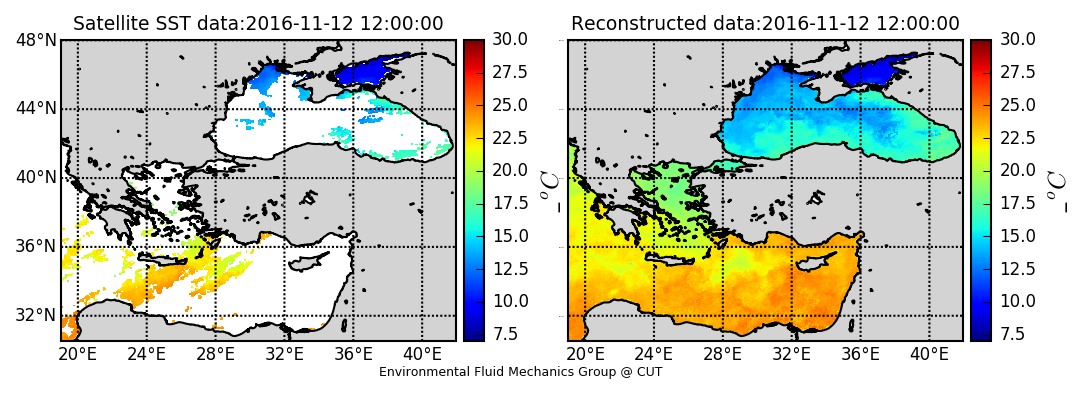 Satellite SST data:2016-11-12 12:00:00
48°N
44°N
40°N
36°N
32°N
20°E 24°E 28°E 32°E 36°E 40°E
30.0
27.5
25.0
22.5
20.0
17.5
15.0
12.5
10.0
7.5
_°C
Reconstructed data:2016-11-12 12:00:00
20°E 24°E 28°E 32°E 36°E 40°E
30.0
27.5
25.0
22.5
20.0
17.5
15.0
12.5
10.0
7.5
_°C
Environmental Fluid Mechanics Group @ CUT